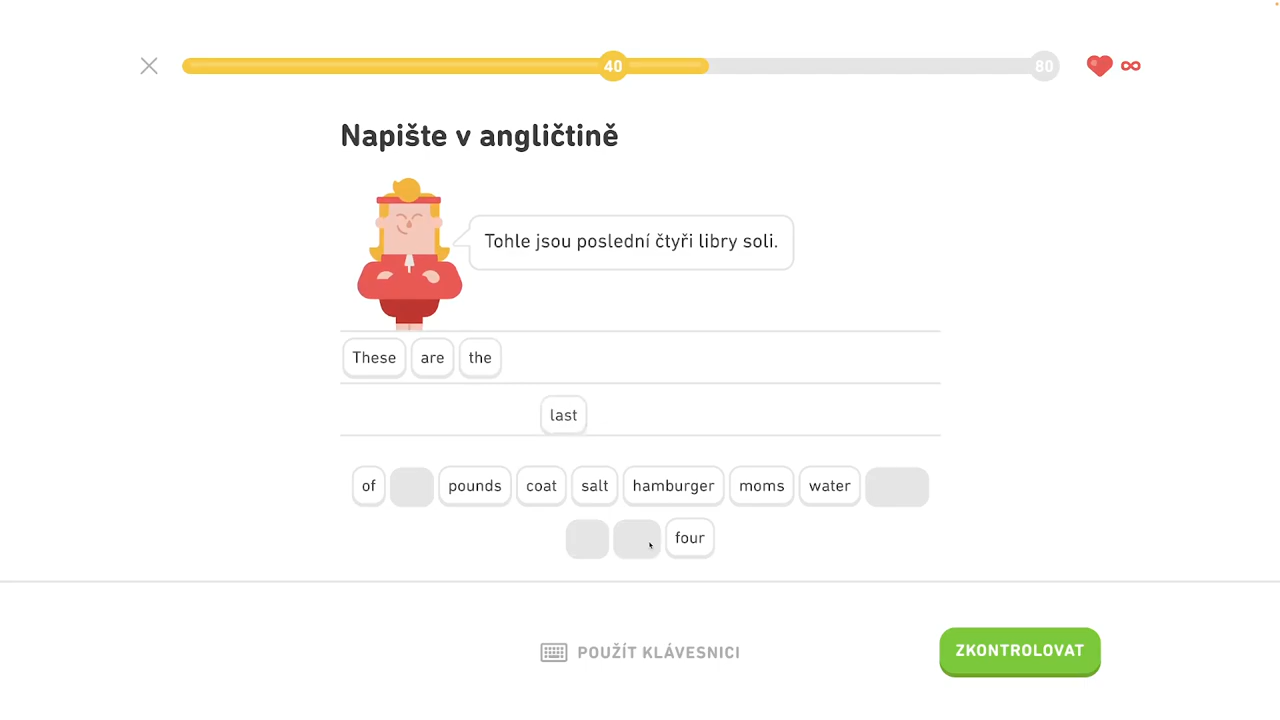 40 80 ∞
Napište v angličtině
Tohle jsou poslední čtyři libry soli.
These are the
last
of pounds coat salt hamburger moms water
four
POUŽÍT KLÁVESNICI
ZKONTROLOVAT